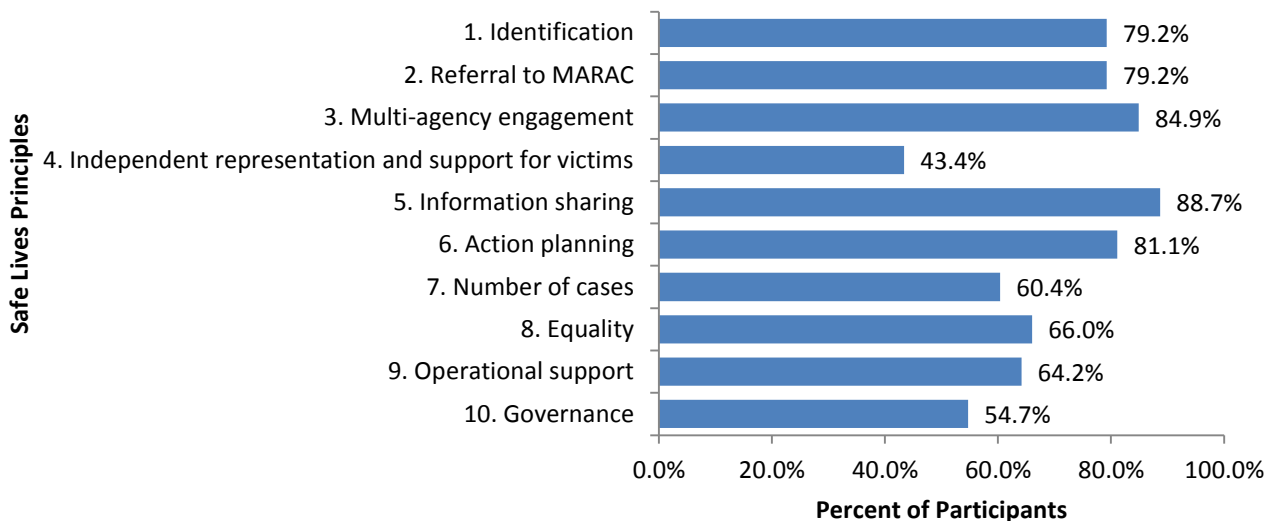 Safe Lives Principles
1. Identification
79.2%
2. Referral to MARAC
79.2%
3. Multi-agency engagement
84.9%
4. Independent representation and support for victims
43.4%
5. Information sharing
88.7%
6. Action planning
81.1%
7. Number of cases
60.4%
8. Equality
66.0%
9. Operational support
64.2%
10. Governance
54.7%
0.0% 20.0% 40.0% 60.0% 80.0% 100.0%
Percent of Participants